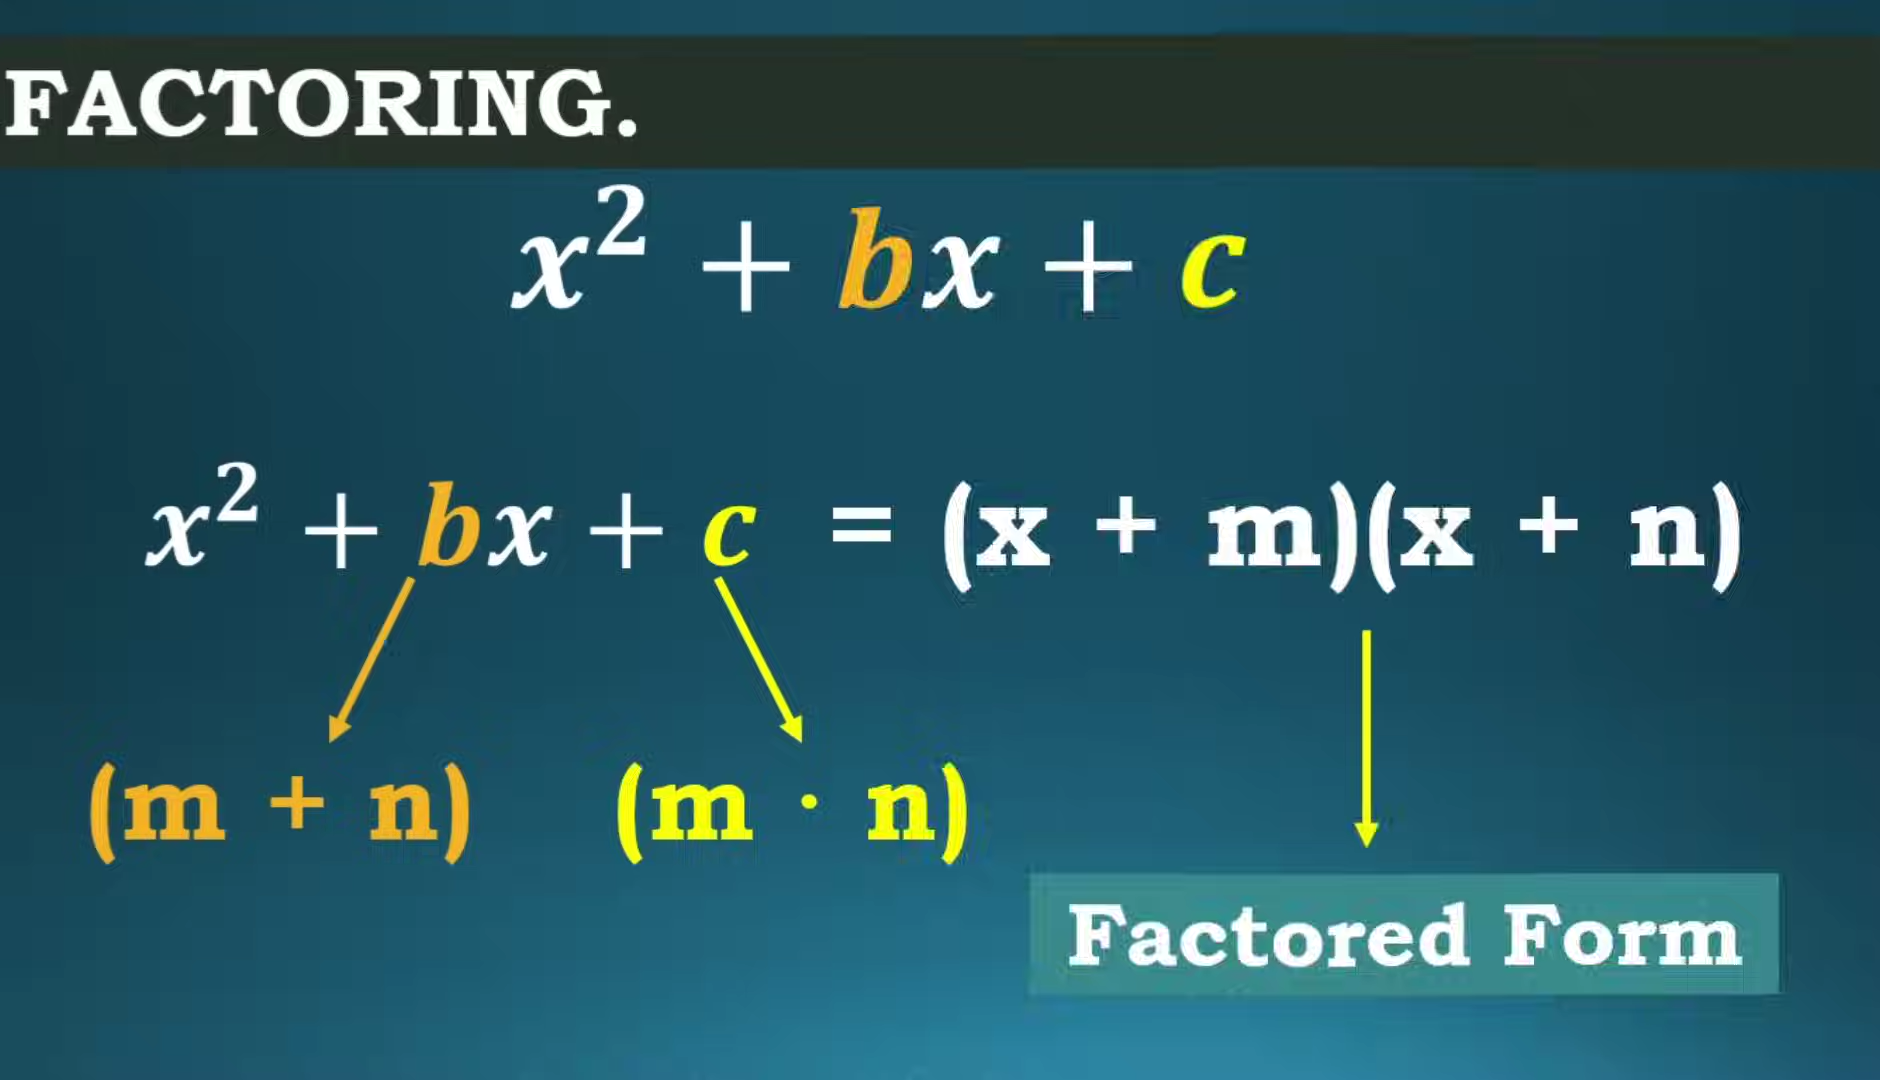 FACTORING.
x² + bx + c
x² + bx + c = (x + m)(x + n)
(m + n) (m · n)
Factored Form